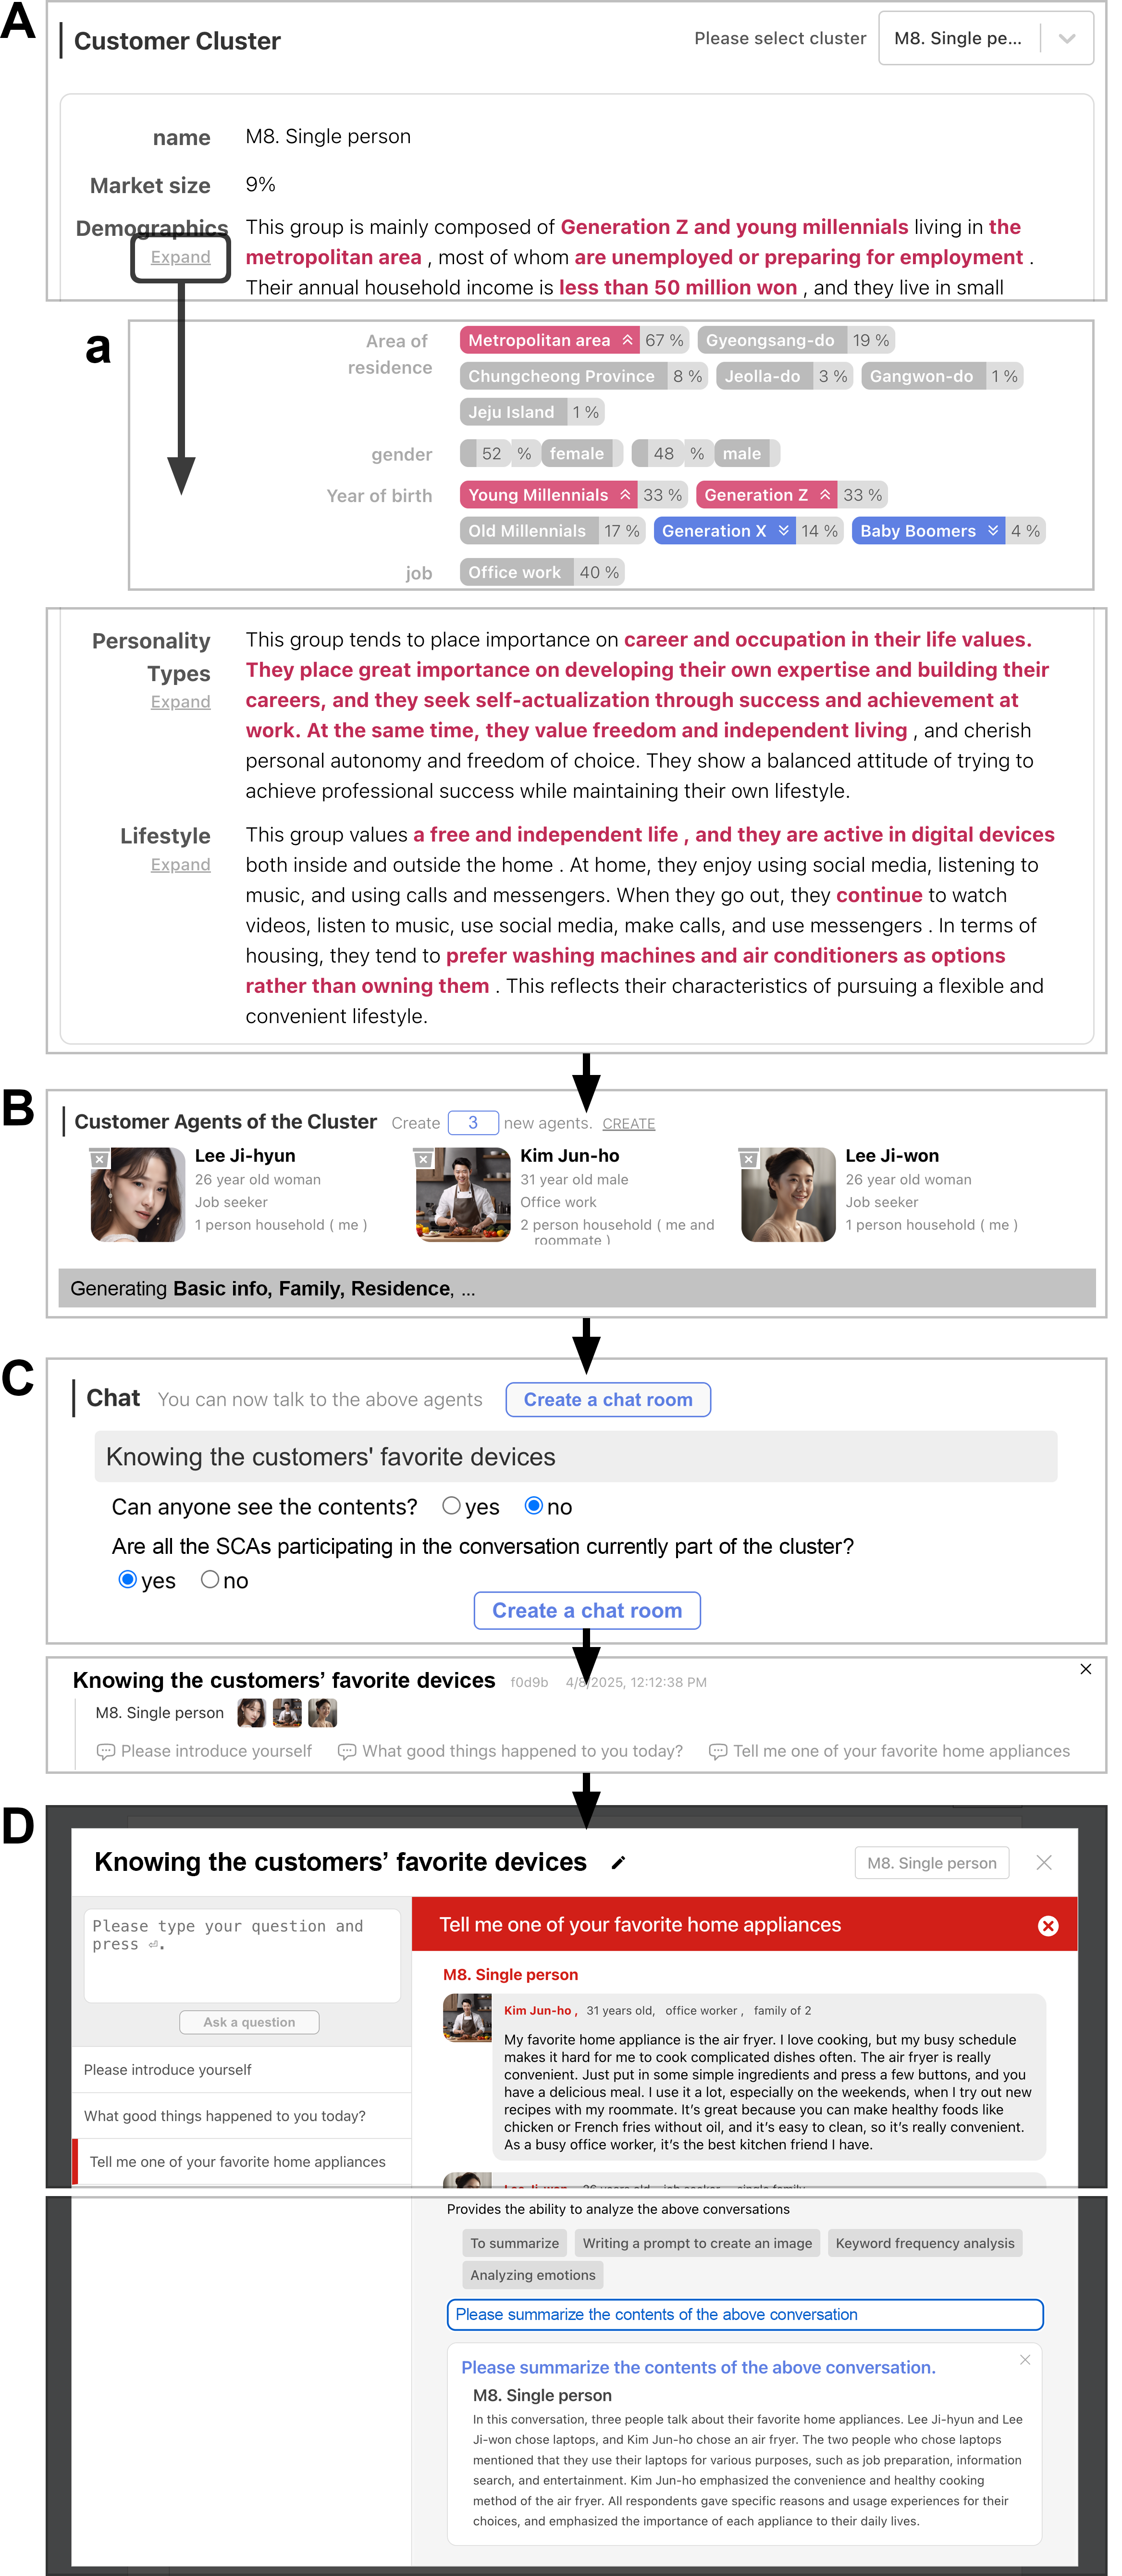 A
Customer Cluster
Please select cluster
M8. Single pe...
name
M8. Single person
Market size
9%
Demographics
Expand
This group is mainly composed of Generation Z and young millennials living in the
metropolitan area , most of whom are unemployed or preparing for employment .
Their annual household income is less than 50 million won , and they live in small
a
Area of
residence
Metropolitan area 67 % Gyeongsang-do 19 %
Chungcheong Province 8 % Jeolla-do 3 % Gangwon-do 1 %
Jeju Island 1 %
gender
52 % female 48 % male
Year of birth
Young Millennials 33 % Generation Z 33 %
Old Millennials 17 % Generation X 14 % Baby Boomers 4 %
job
Office work 40 %
Personality
Types
Expand
This group tends to place importance on career and occupation in their life values.
They place great importance on developing their own expertise and building their
careers, and they seek self-actualization through success and achievement at
work. At the same time, they value freedom and independent living , and cherish
personal autonomy and freedom of choice. They show a balanced attitude of trying to
achieve professional success while maintaining their own lifestyle.
Lifestyle
Expand
This group values a free and independent life , and they are active in digital devices
both inside and outside the home . At home, they enjoy using social media, listening to
music, and using calls and messengers. When they go out, they continue to watch
videos, listen to music, use social media, make calls, and use messengers . In terms of
housing, they tend to prefer washing machines and air conditioners as options
rather than owning them . This reflects their characteristics of pursuing a flexible and
convenient lifestyle.
B
Customer Agents of the Cluster Create 3 new agents. CREATE
Lee Ji-hyun
26 year old woman
Job seeker
1 person household ( me )
Kim Jun-ho
31 year old male
Office work
2 person household ( me and
roommate )
Lee Ji-won
26 year old woman
Job seeker
1 person household ( me )
Generating Basic info, Family, Residence, ...
C
Chat You can now talk to the above agents Create a chat room
Knowing the customers' favorite devices
Can anyone see the contents? yes no
Are all the SCAs participating in the conversation currently part of the cluster?
yes no
Create a chat room
Knowing the customers’ favorite devices f0d9b 4/8/2025, 12:12:38 PM
M8. Single person
Please introduce yourself What good things happened to you today? Tell me one of your favorite home appliances
D
Knowing the customers’ favorite devices
M8. Single person
Please type your question and
press ⏎.
Ask a question
Please introduce yourself
What good things happened to you today?
Tell me one of your favorite home appliances
Tell me one of your favorite home appliances
M8. Single person
Kim Jun-ho , 31 years old, office worker , family of 2
My favorite home appliance is the air fryer. I love cooking, but my busy schedule
makes it hard for me to cook complicated dishes often. The air fryer is really
convenient. Just put in some simple ingredients and press a few buttons, and you
have a delicious meal. I use it a lot, especially on the weekends, when I try out new
recipes with my roommate. It’s great because you can make healthy foods like
chicken or French fries without oil, and it’s easy to clean, so it’s really convenient.
As a busy office worker, it’s the best kitchen friend I have.
Provides the ability to analyze the above conversations
To summarize Writing a prompt to create an image Keyword frequency analysis
Analyzing emotions
Please summarize the contents of the above conversation
Please summarize the contents of the above conversation.
M8. Single person
In this conversation, three people talk about their favorite home appliances. Lee Ji-hyun and Lee
Ji-won chose laptops, and Kim Jun-ho chose an air fryer. The two people who chose laptops
mentioned that they use their laptops for various purposes, such as job preparation, information
search, and entertainment. Kim Jun-ho emphasized the convenience and healthy cooking
method of the air fryer. All respondents gave specific reasons and usage experiences for their
choices, and emphasized the importance of each appliance to their daily lives.